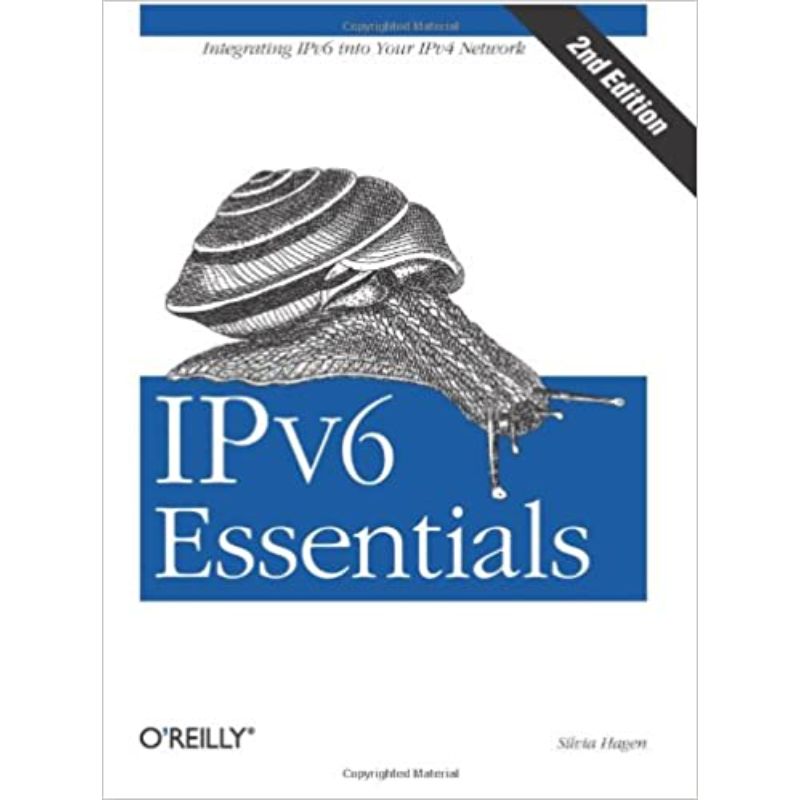 Copyrighted Material
Integrating IPv6 into Your IPv4 Network
2nd Edition
IPv6
Essentials
O'REILLY®
Silvia Hagen
Copyrighted Material